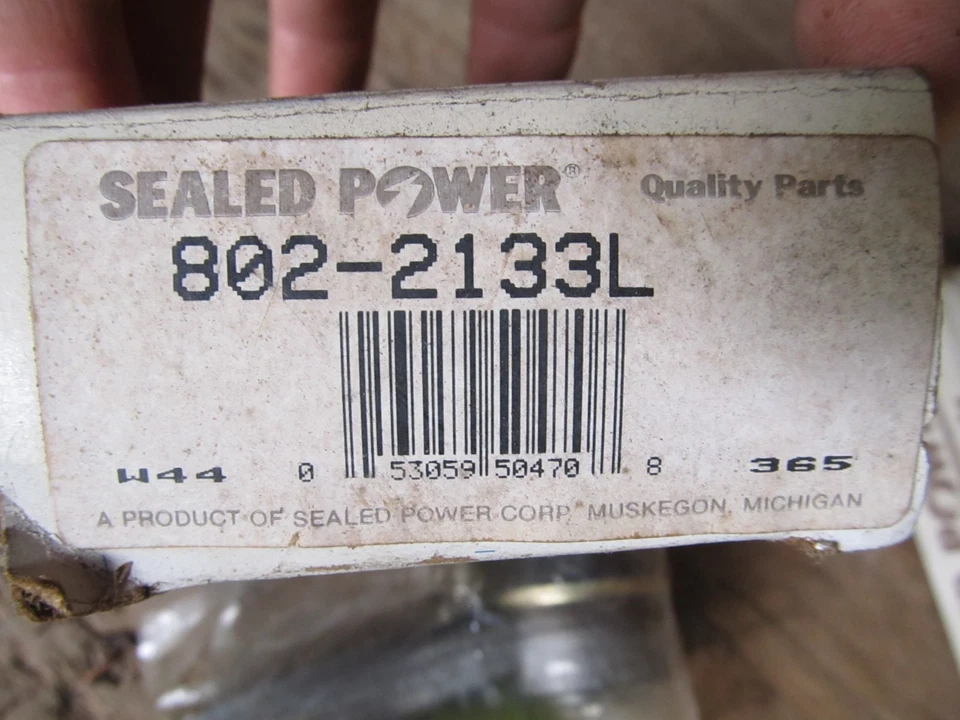 SEALED POWER® Quality Parts
802-2133L
W44 0 53059 50470 8 365
A PRODUCT OF SEALED POWER CORP. MUSKEGON, MICHIGAN